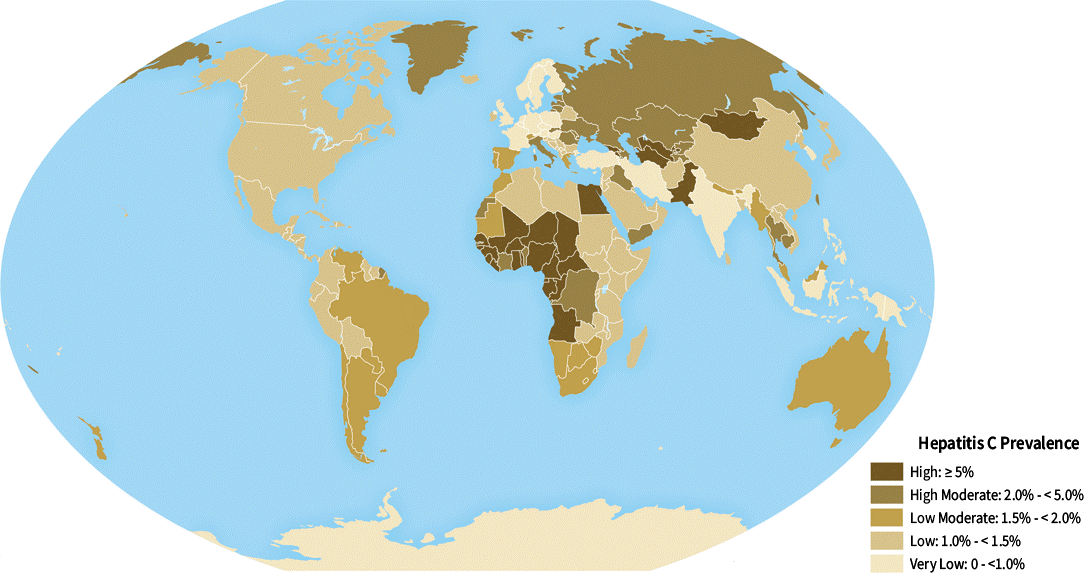 Hepatitis C Prevalence
High: ≥ 5%
High Moderate: 2.0% - < 5.0%
Low Moderate: 1.5% - < 2.0%
Low: 1.0% - < 1.5%
Very Low: 0 - <1.0%